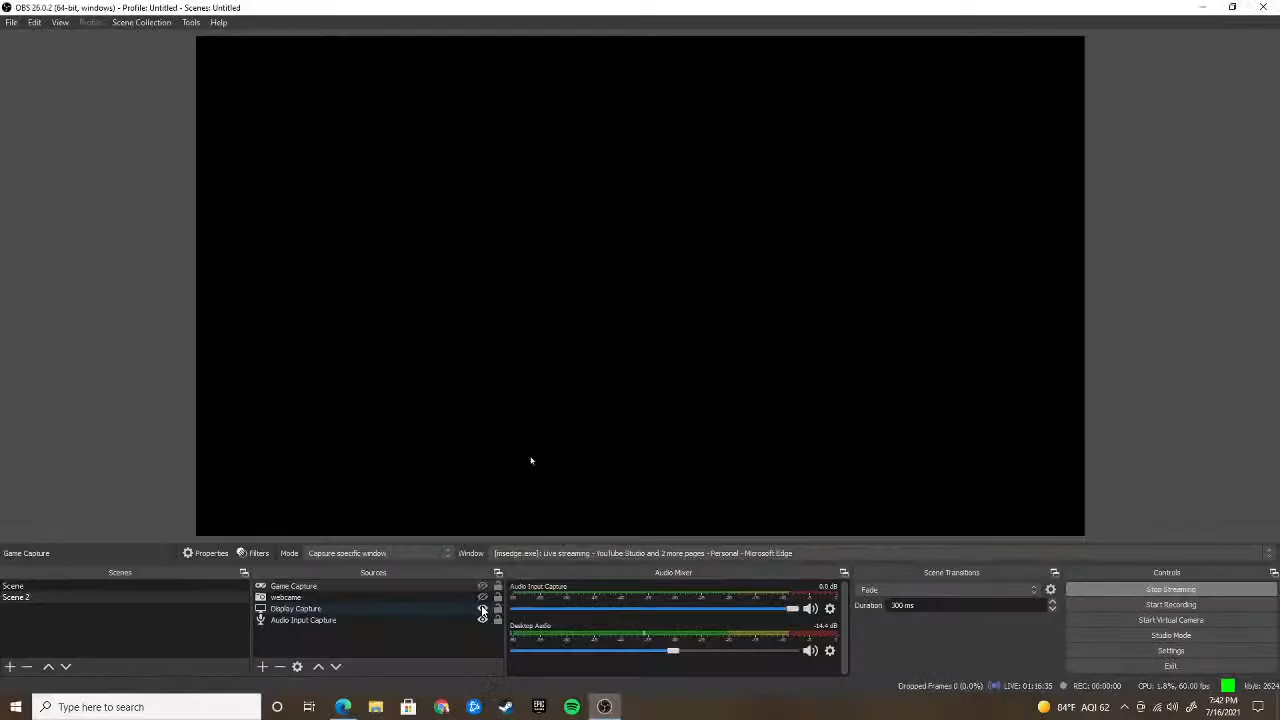 OBS 26.0.2 (64-bit, windows) - Profile: Untitled - Scenes: Untitled
File Edit View Profile Scene Collection Tools Help
Game Capture Properties Filters Mode Capture specific window Window [msedge.exe]: Live streaming - YouTube Studio and 2 more pages - Personal - Microsoft Edge
Scenes Sources Audio Mixer Scene Transitions Controls
Scene
Scene 2
Game Capture
webcame
Display Capture
Audio Input Capture
Audio Input Capture 0.0 dB
Desktop Audio -14.4 dB
Fade
Duration 300 ms
Stop Streaming
Start Recording
Start Virtual Camera
Studio Mode
Settings
Exit
Dropped Frames 0 (0.0%) LIVE: 01:16:35 REC: 00:00:00 CPU: 1.8%, 60.00 fps kb/s: 2624
Type here to search
84°F AQI 62
7:42 PM
7/16/2021